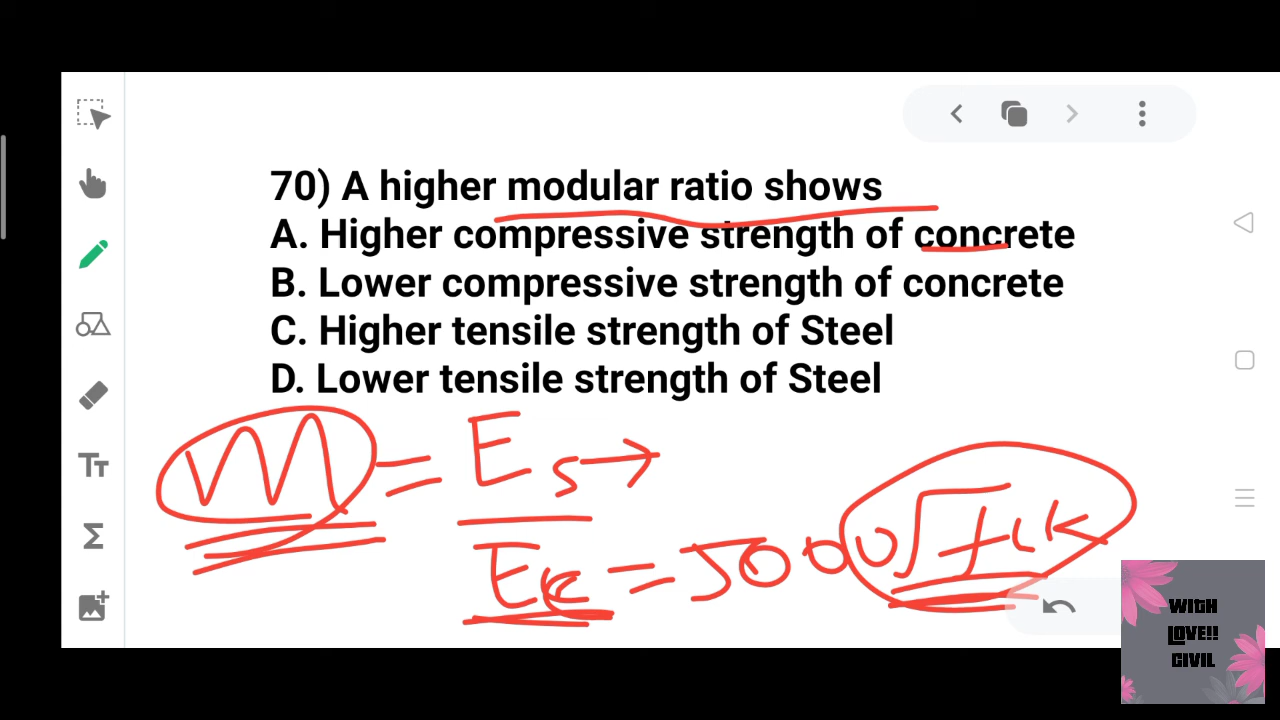 70) A higher modular ratio shows
A. Higher compressive strength of concrete
B. Lower compressive strength of concrete
C. Higher tensile strength of Steel
D. Lower tensile strength of Steel
m = Es →
Ec = 5000√fck
Tт
Σ
WITH
LOVE!!
CIVIL